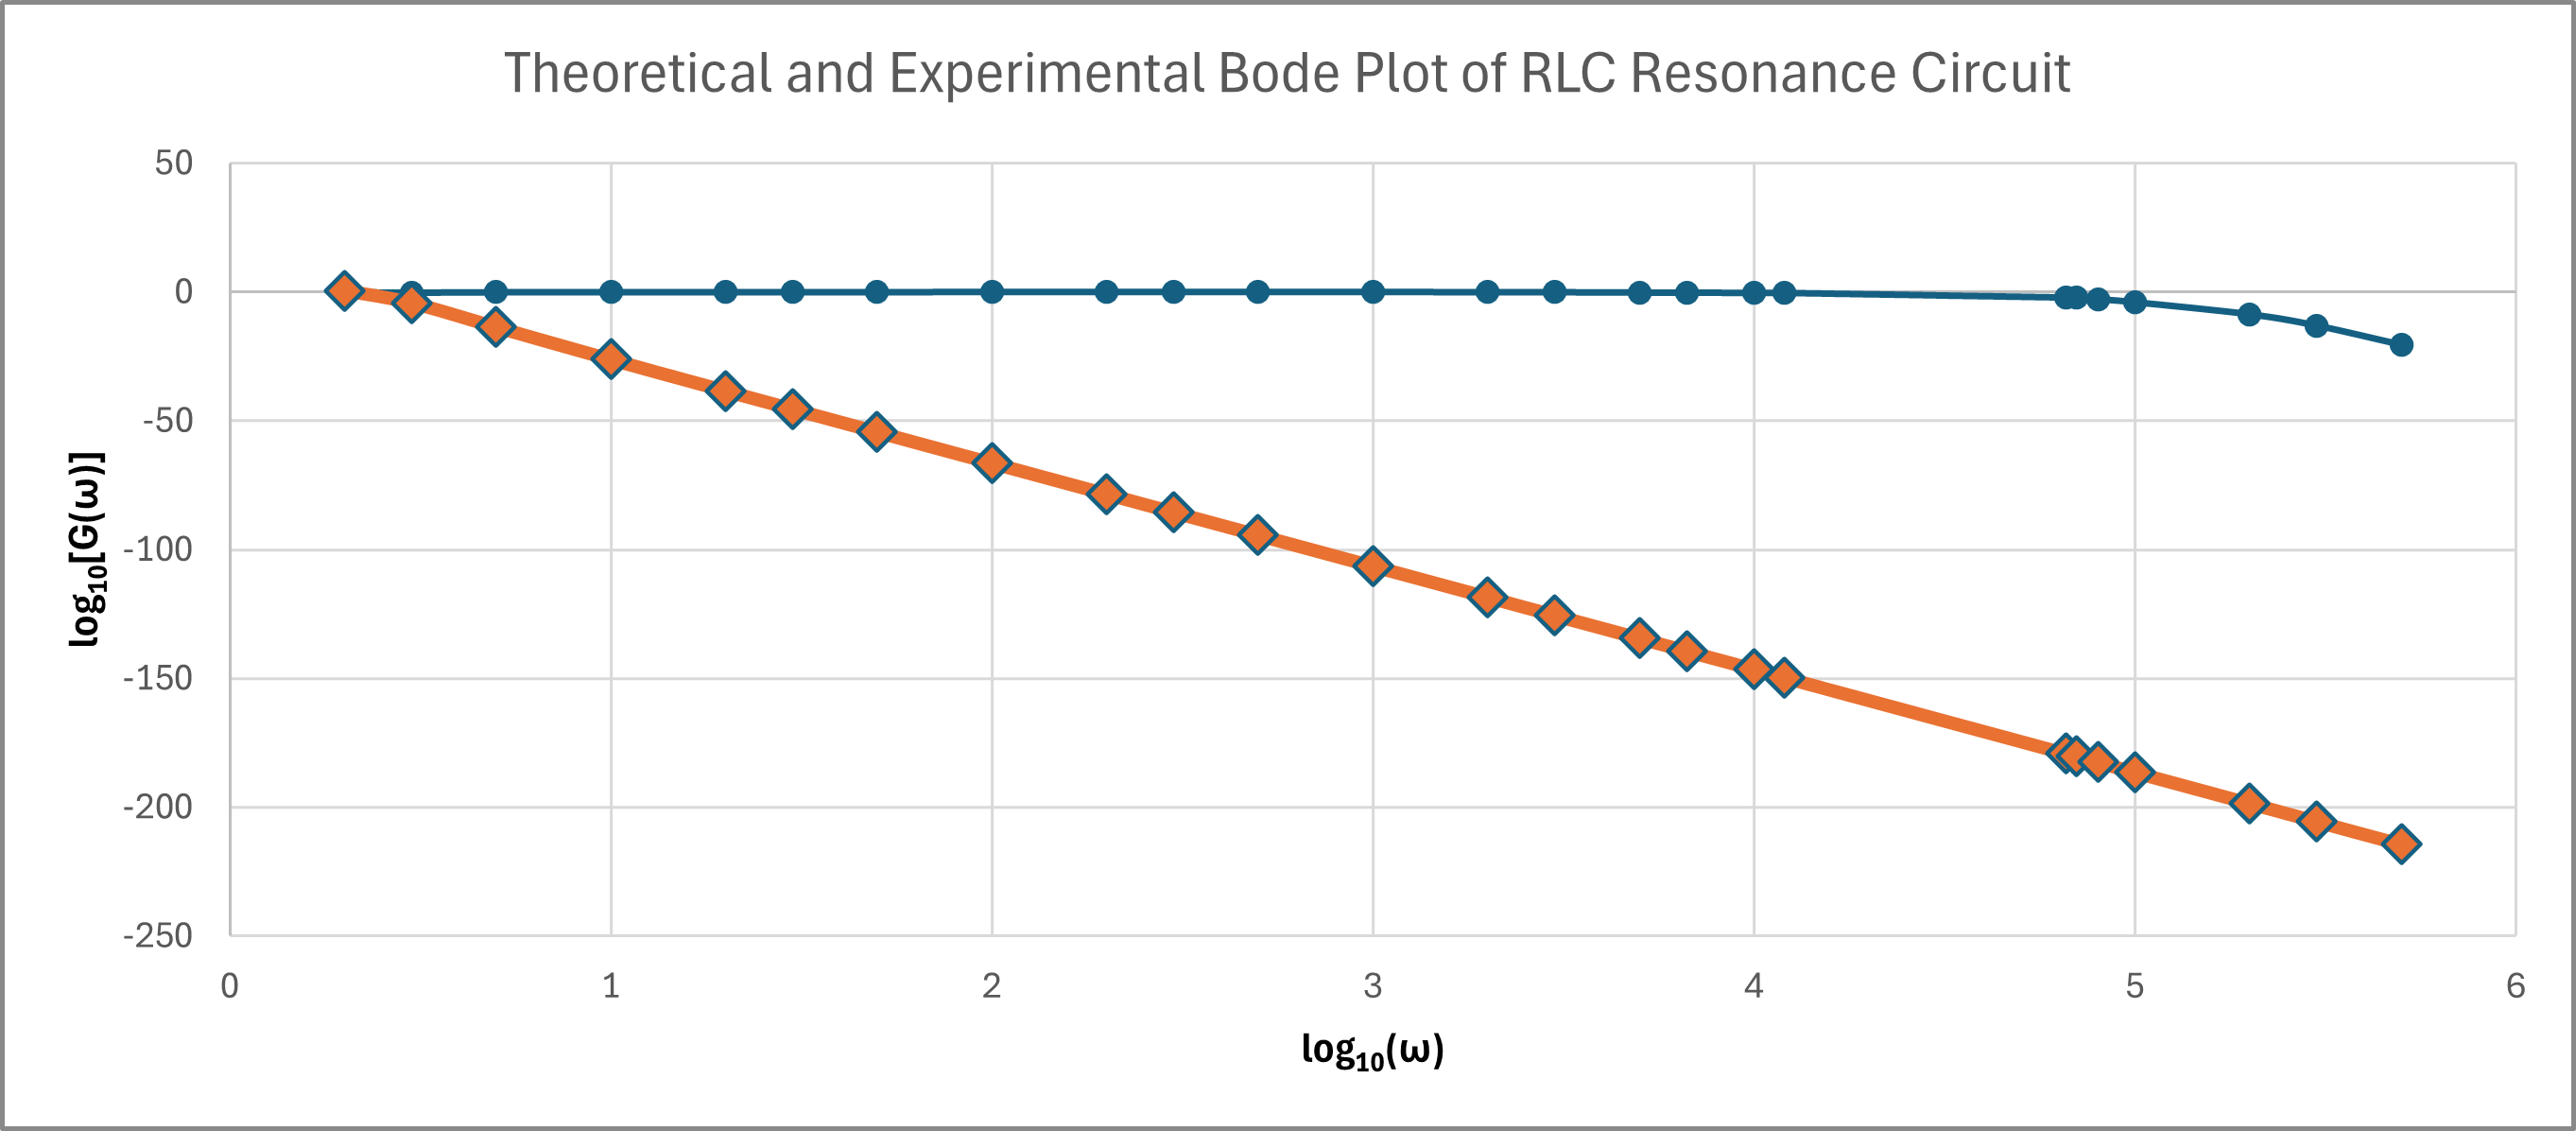 Theoretical and Experimental Bode Plot of RLC Resonance Circuit
50
0
-50
-100
-150
-200
-250
log₁₀[G(ω)]
0 1 2 3 4 5 6
log₁₀(ω)